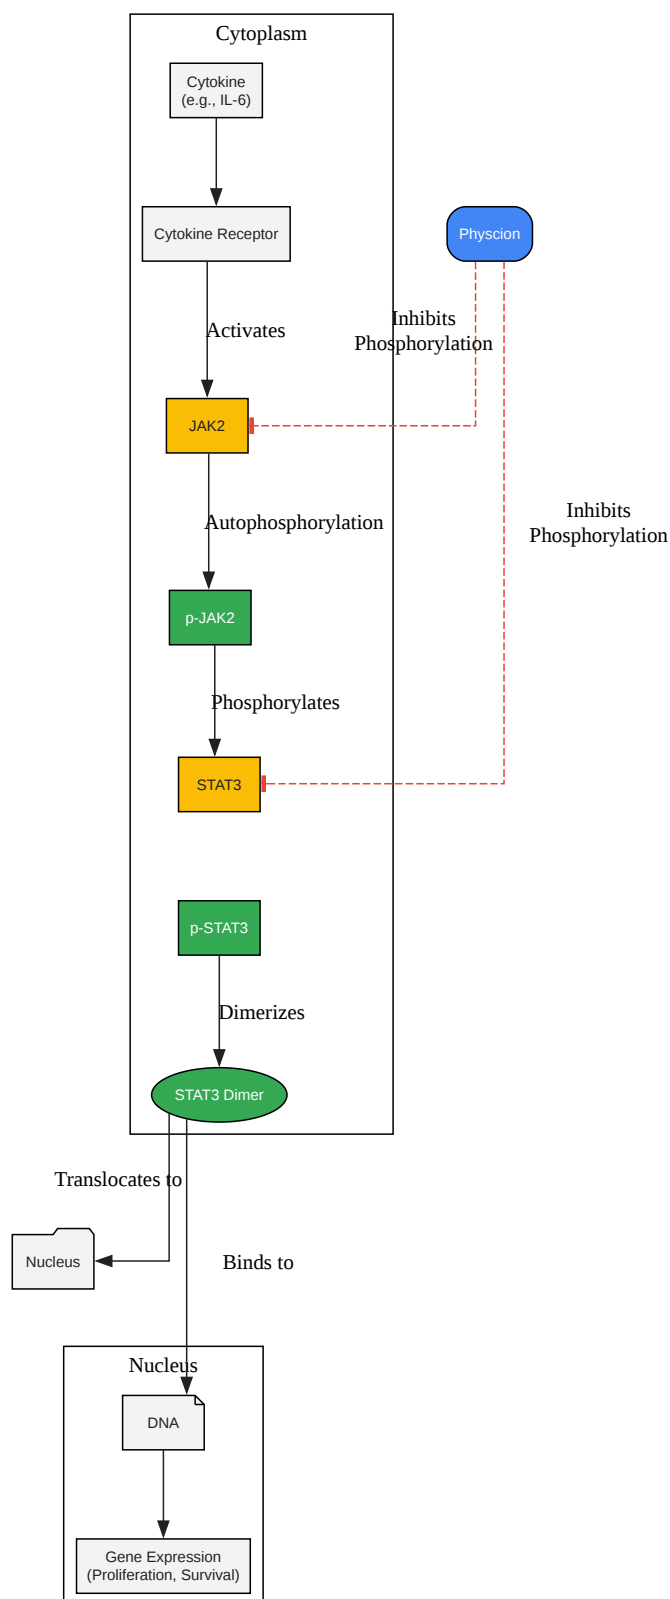 Cytoplasm
Cytokine
(e.g., IL-6)
Cytokine Receptor
Physcion
Activates
Inhibits
Phosphorylation
JAK2
Autophosphorylation
Inhibits
Phosphorylation
p-JAK2
Phosphorylates
STAT3
p-STAT3
Dimerizes
STAT3 Dimer
Translocates to
Nucleus
Binds to
Nucleus
DNA
Gene Expression
(Proliferation, Survival)